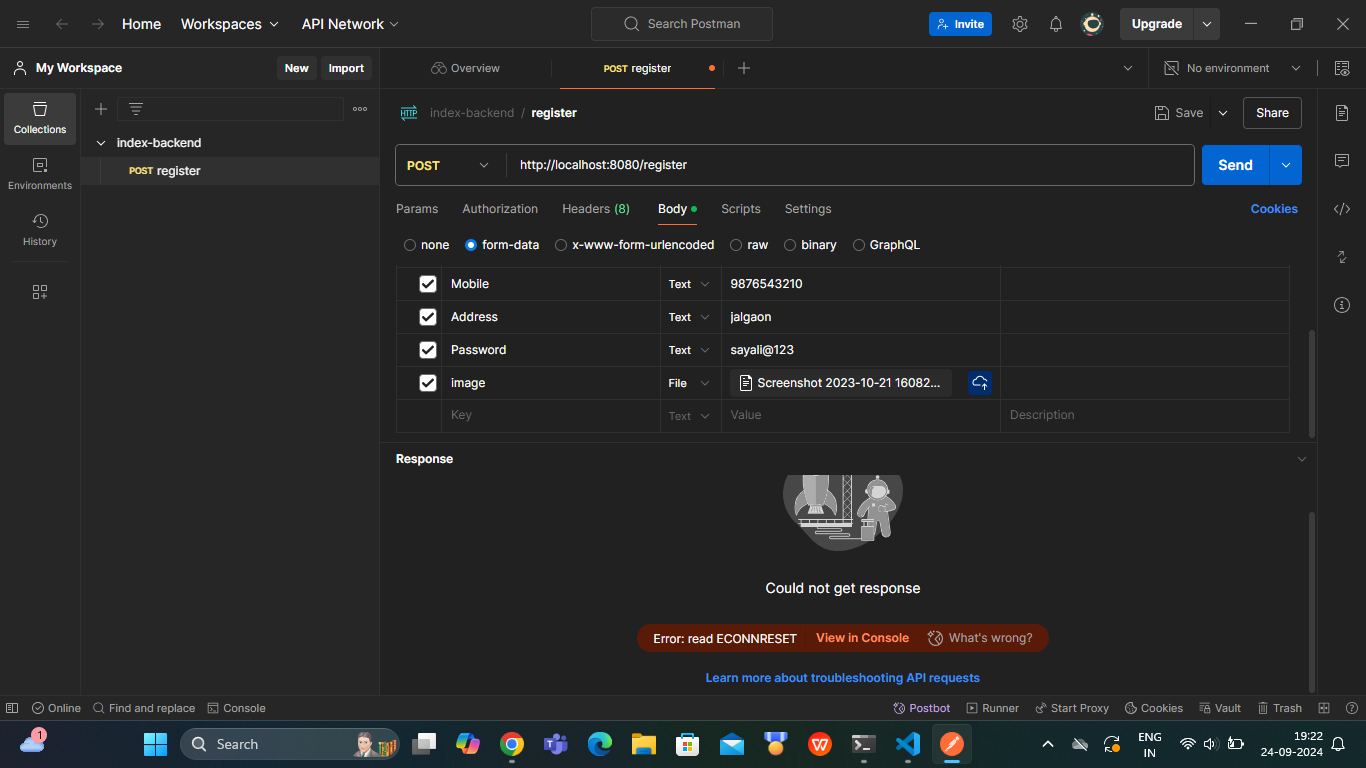 Home Workspaces API Network Search Postman Invite Upgrade
My Workspace New Import Overview POST register No environment
Collections
Environments
History
index-backend
POST register
HTTP index-backend / register Save Share
POST http://localhost:8080/register Send
Params Authorization Headers (8) Body Scripts Settings Cookies
none form-data x-www-form-urlencoded raw binary GraphQL
Mobile Text 9876543210
Address Text jalgaon
Password Text sayali@123
image File Screenshot 2023-10-21 16082...
Key Text Value Description
Response
Could not get response
Error: read ECONNRESET View in Console What's wrong?
Learn more about troubleshooting API requests
Online Find and replace Console Postbot Runner Start Proxy Cookies Vault Trash
1 Search ENG IN 19:22 24-09-2024